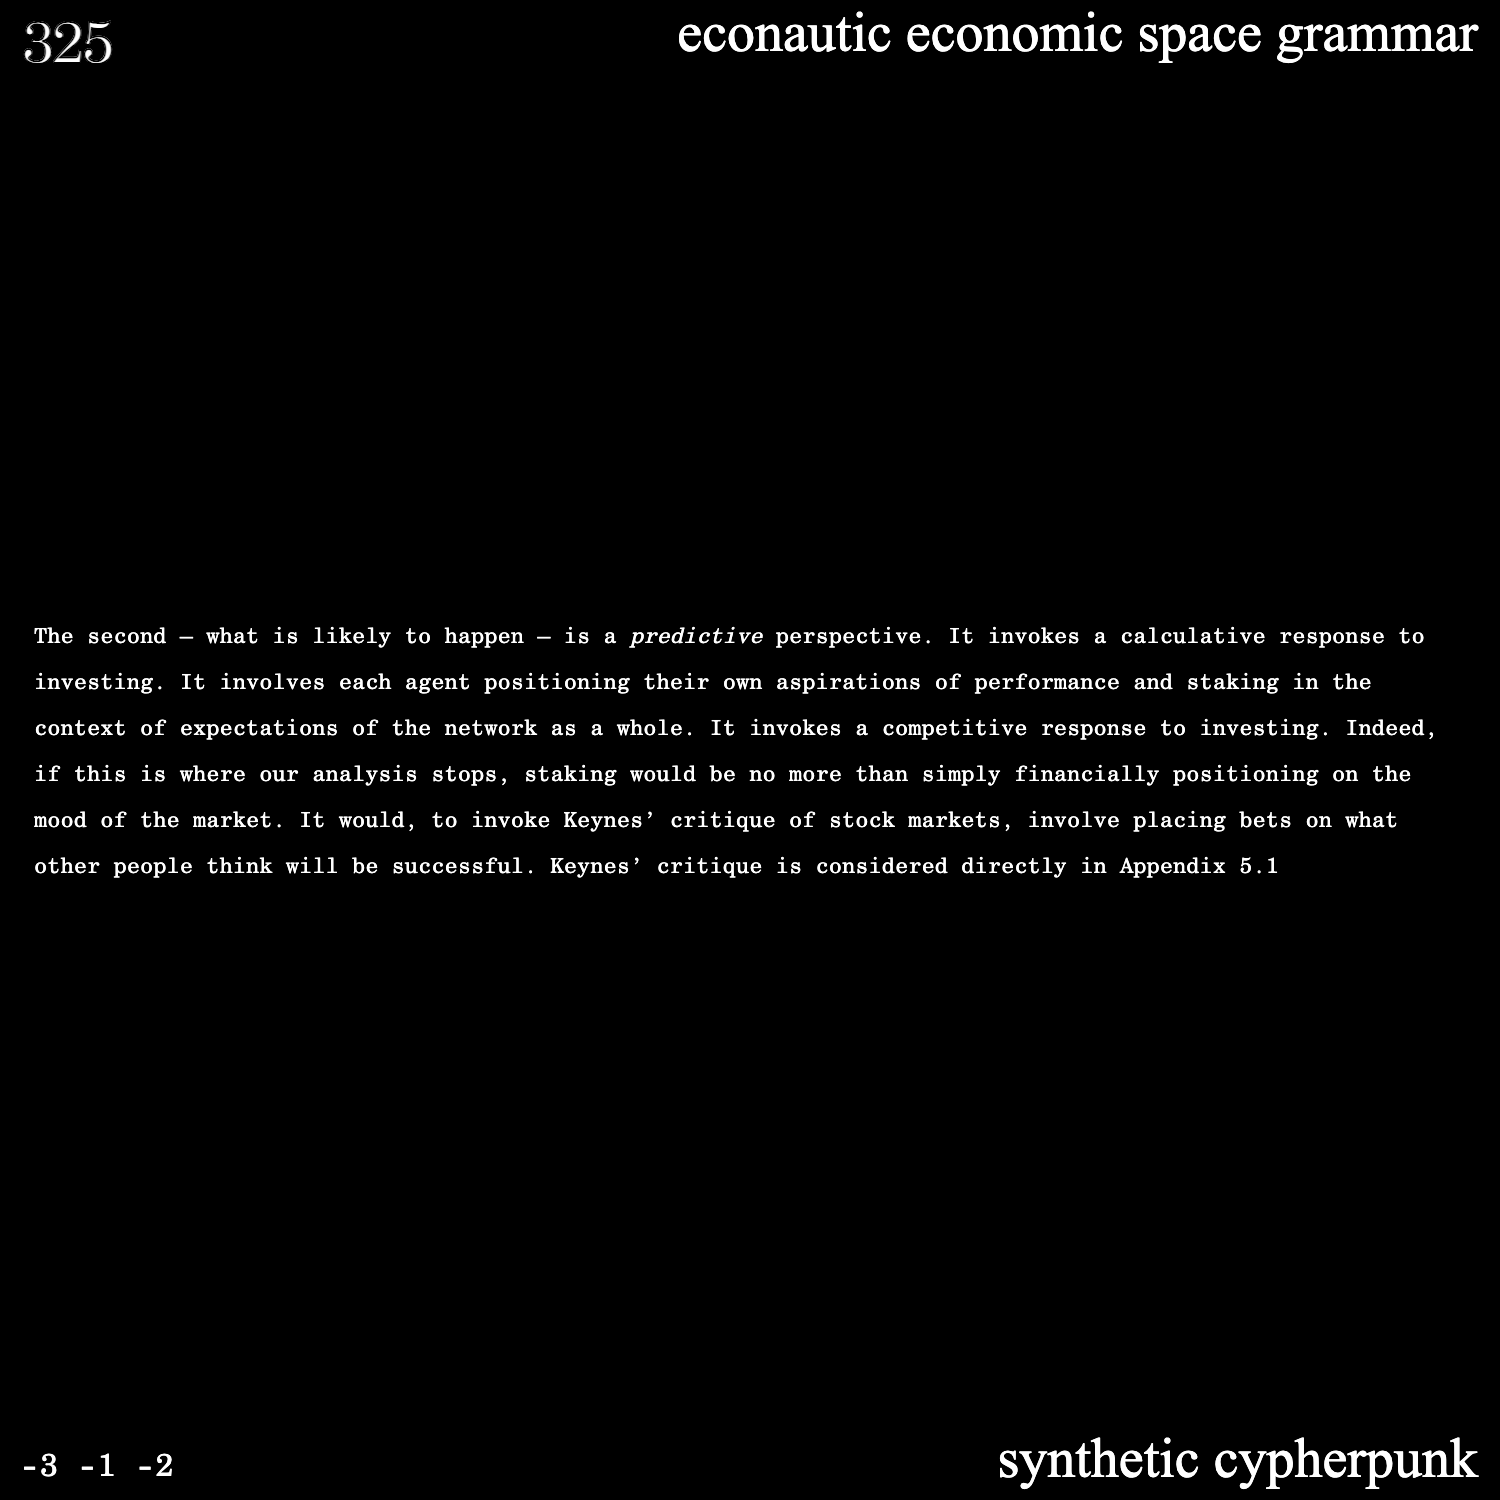 325
econautic economic space grammar
The second – what is likely to happen – is a predictive perspective. It invokes a calculative response to
investing. It involves each agent positioning their own aspirations of performance and staking in the
context of expectations of the network as a whole. It invokes a competitive response to investing. Indeed,
if this is where our analysis stops, staking would be no more than simply financially positioning on the
mood of the market. It would, to invoke Keynes’ critique of stock markets, involve placing bets on what
other people think will be successful. Keynes’ critique is considered directly in Appendix 5.1
-3 -1 -2
synthetic cypherpunk